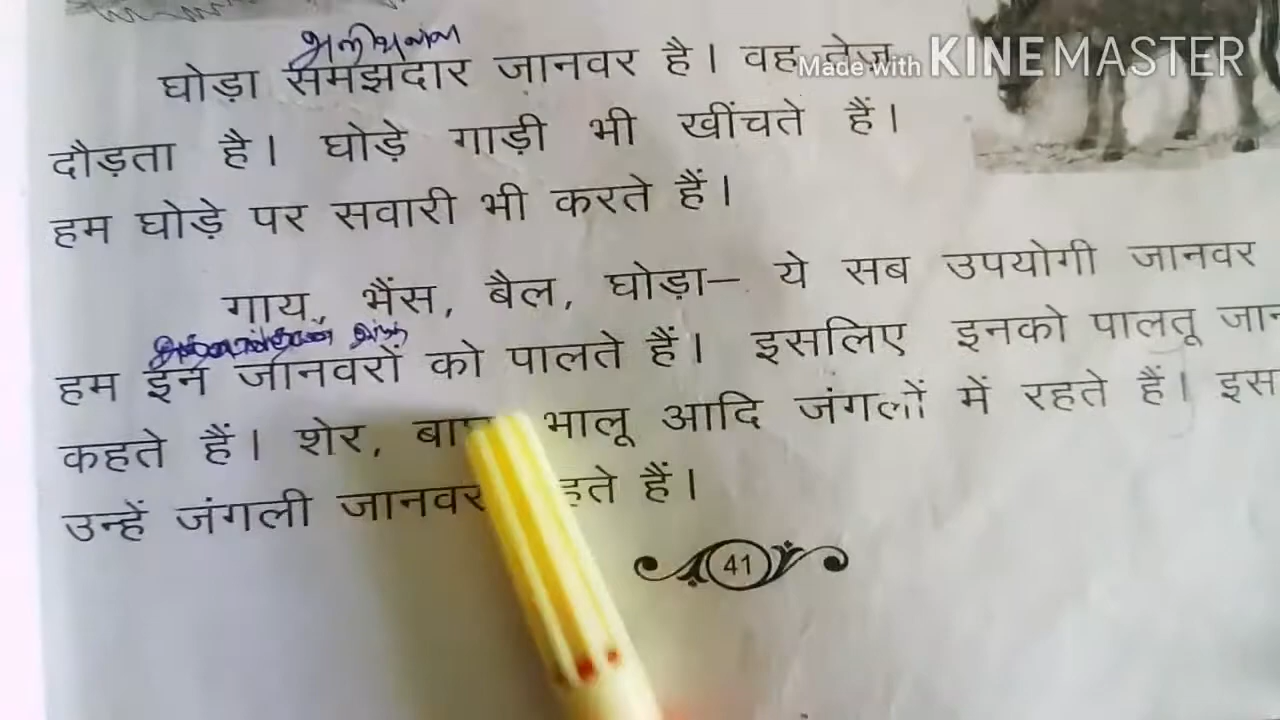 घोड़ा समझदार जानवर है। वह तेज़
Made with KINEMASTER
दौड़ता है। घोड़े गाड़ी भी खींचते हैं।
हम घोड़े पर सवारी भी करते हैं।
गाय, भैंस, बैल, घोड़ा– ये सब उपयोगी जानवर
हम इन जानवरों को पालते हैं। इसलिए इनको पालतू
कहते हैं। शेर, भालू आदि जंगलों में रहते हैं।
उन्हें जंगली जानवर हैं।
41